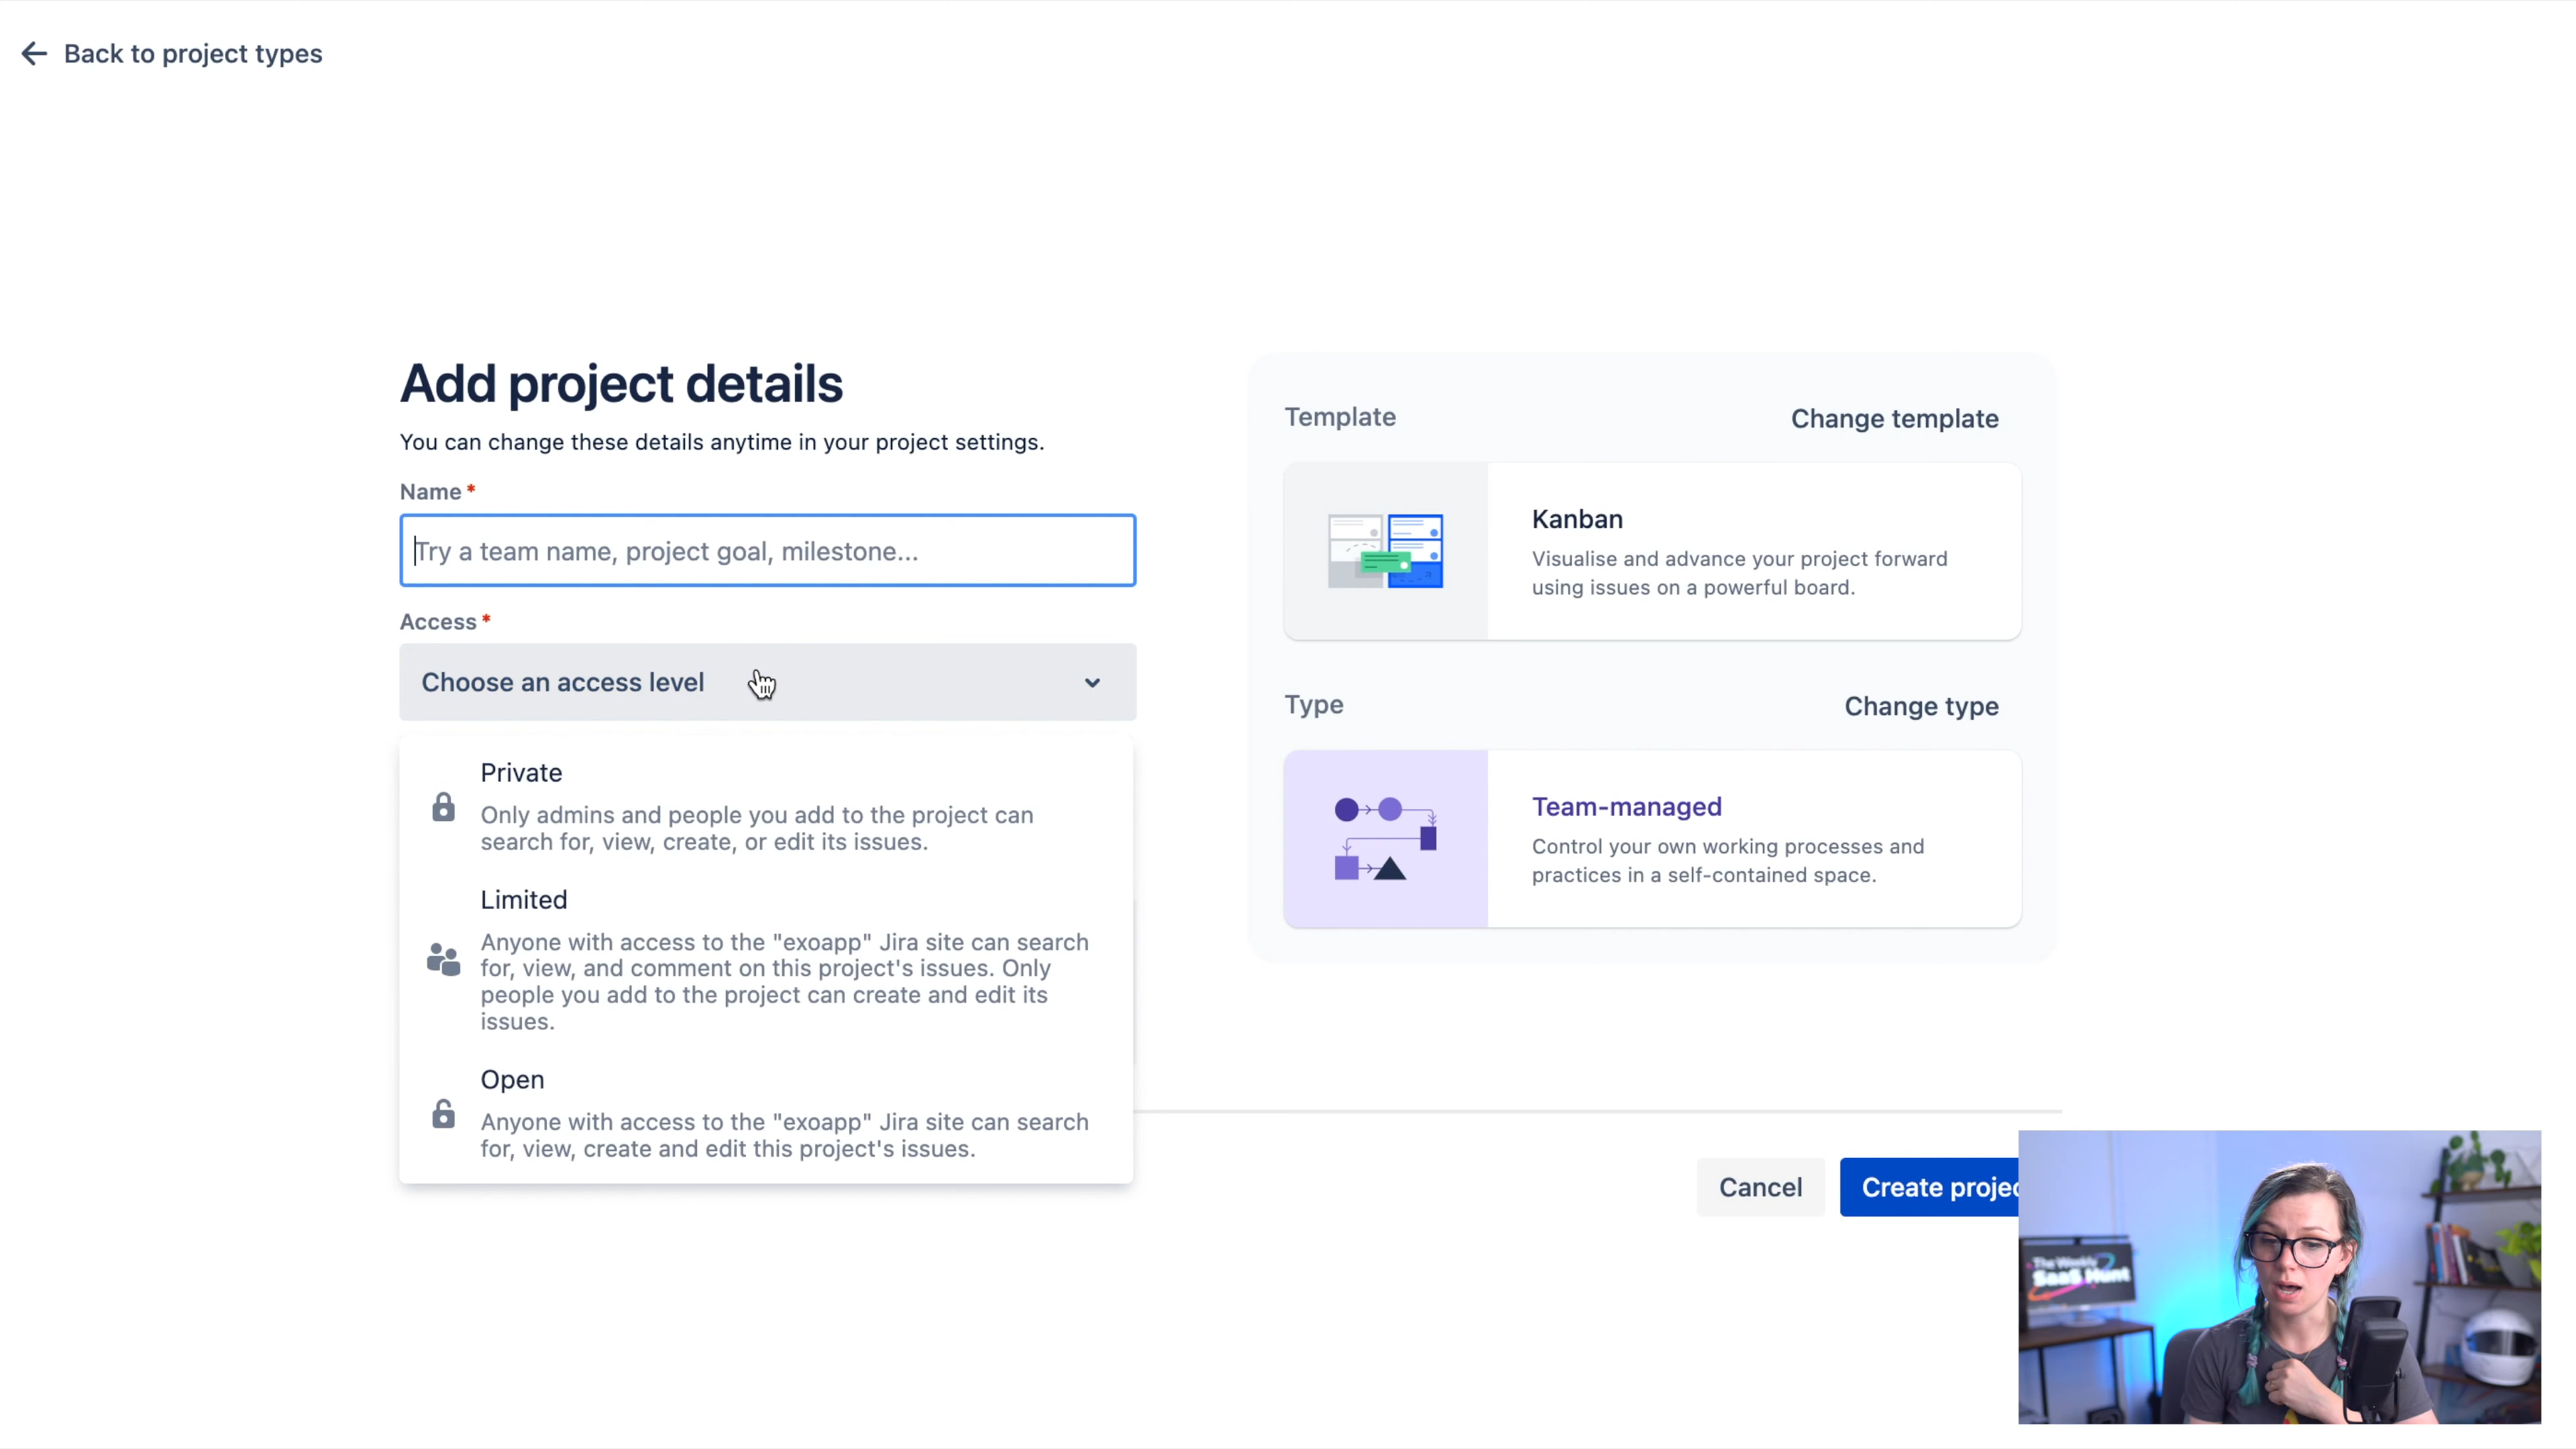 Back to project types
Add project details
You can change these details anytime in your project settings.
Name *
Try a team name, project goal, milestone...
Access *
Choose an access level
Private
Only admins and people you add to the project can
search for, view, create, or edit its issues.
Limited
Anyone with access to the "exoapp" Jira site can search
for, view, and comment on this project's issues. Only
people you add to the project can create and edit its
issues.
Open
Anyone with access to the "exoapp" Jira site can search
for, view, create and edit this project's issues.
Template
Change template
Kanban
Visualise and advance your project forward
using issues on a powerful board.
Type
Change type
Team-managed
Control your own working processes and
practices in a self-contained space.
Cancel
Create projec
The Weekly
SaaS Hunt